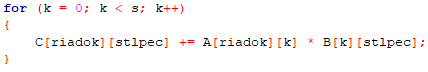 for (k = 0; k < s; k++)
{
    C[riadok][stlpec] += A[riadok][k] * B[k][stlpec];
}